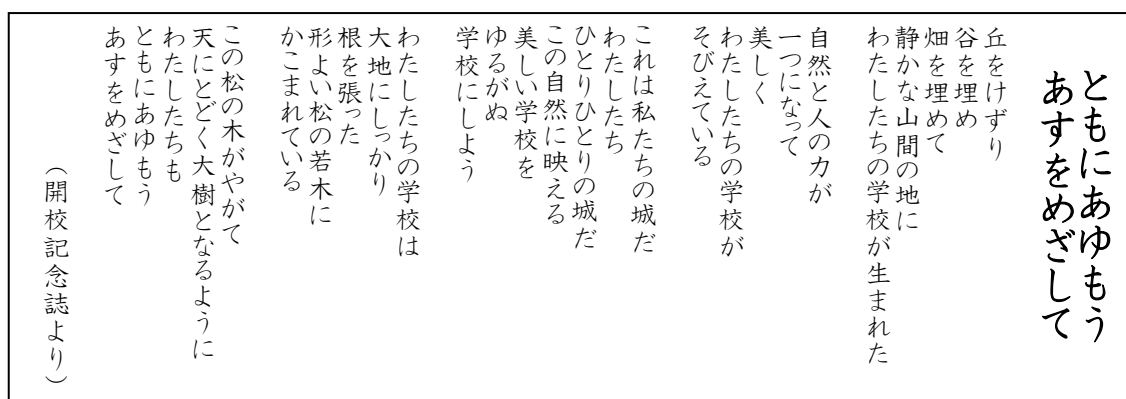 ともにあゆもう
あすをめざして
丘をけずり
谷を埋め
畑を埋めて
静かな山間の地に
わたしたちの学校が生まれた
自然と人の力が
一つになって
美しく
わたしたちの学校が
そびえている
これは私たちの城だ
わたしたち
ひとりひとりの城だ
この自然に映える
美しい学校を
ゆるがぬ
学校にしよう
わたしたちの学校は
大地にしっかり
根を張った
形よい松の若木に
かこまれている
この松の木がやがて
天にとどく大樹となるように
わたしたちも
ともにあゆもう
あすをめざして
（開校記念誌より）